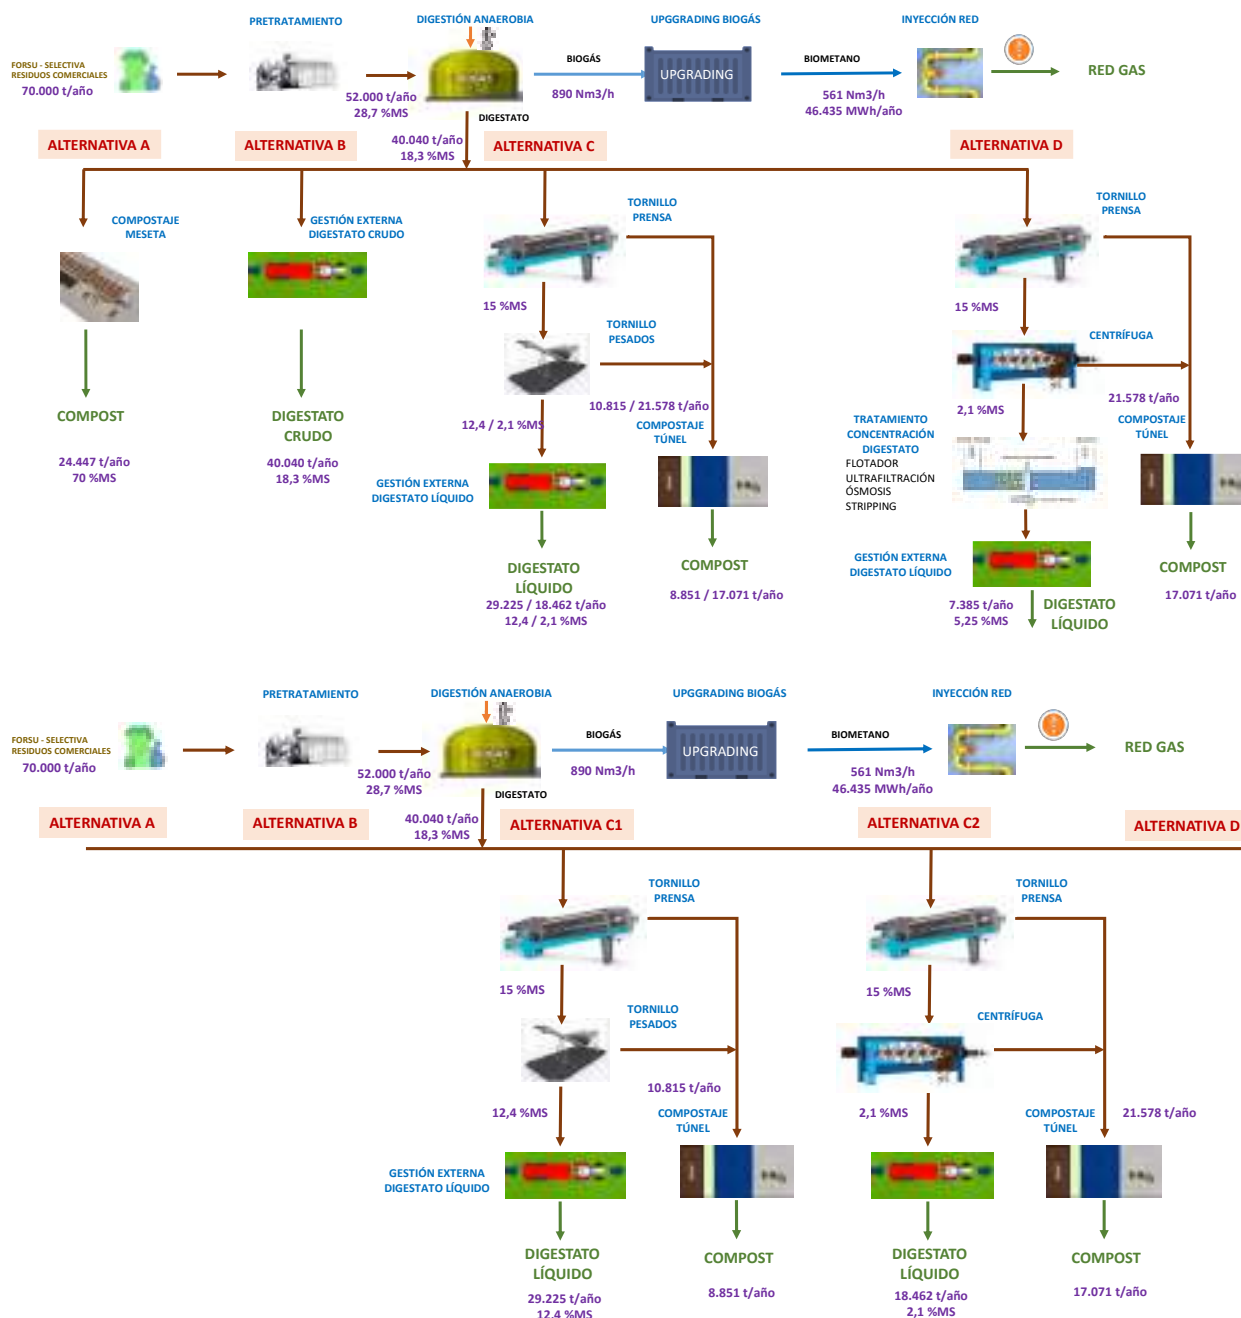 PRETRATAMIENTO
DIGESTIÓN ANAEROBIA
UPGGRADING BIOGÁS
INYECCIÓN RED
FORSU - SELECTIVA
RESIDUOS COMERCIALES
70.000 t/año
BIOGÁS
UPGRADING
BIOMETANO
RED GAS
52.000 t/año
28,7 %MS
890 Nm3/h
561 Nm3/h
46.435 MWh/año
DIGESTATO
40.040 t/año
18,3 %MS
ALTERNATIVA A
ALTERNATIVA B
ALTERNATIVA C
ALTERNATIVA D
COMPOSTAJE
MESETA
GESTIÓN EXTERNA
DIGESTATO CRUDO
TORNILLO
PRENSA
TORNILLO
PRENSA
15 %MS
15 %MS
TORNILLO
PESADOS
CENTRÍFUGA
COMPOST
24.447 t/año
70 %MS
DIGESTATO
CRUDO
40.040 t/año
18,3 %MS
10.815 / 21.578 t/año
12,4 / 2,1 %MS
COMPOSTAJE
TÚNEL
GESTIÓN EXTERNA
DIGESTATO LÍQUIDO
DIGESTATO
LÍQUIDO
29.225 / 18.462 t/año
12,4 / 2,1 %MS
COMPOST
8.851 / 17.071 t/año
2,1 %MS
21.578 t/año
TRATAMIENTO
CONCENTRACIÓN
DIGESTATO
FLOTADOR
ULTRAFILTRACIÓN
ÓSMOSIS
STRIPPING
COMPOSTAJE
TÚNEL
GESTIÓN EXTERNA
DIGESTATO LÍQUIDO
COMPOST
17.071 t/año
7.385 t/año
5,25 %MS
DIGESTATO
LÍQUIDO
PRETRATAMIENTO
DIGESTIÓN ANAEROBIA
UPGGRADING BIOGÁS
INYECCIÓN RED
FORSU - SELECTIVA
RESIDUOS COMERCIALES
70.000 t/año
BIOGÁS
UPGRADING
BIOMETANO
RED GAS
52.000 t/año
28,7 %MS
890 Nm3/h
561 Nm3/h
46.435 MWh/año
DIGESTATO
40.040 t/año
18,3 %MS
ALTERNATIVA A
ALTERNATIVA B
ALTERNATIVA C1
ALTERNATIVA C2
ALTERNATIVA D
TORNILLO
PRENSA
TORNILLO
PRENSA
15 %MS
15 %MS
TORNILLO
PESADOS
CENTRÍFUGA
10.815 t/año
12,4 %MS
COMPOSTAJE
TÚNEL
2,1 %MS
COMPOSTAJE
TÚNEL
21.578 t/año
GESTIÓN EXTERNA
DIGESTATO LÍQUIDO
DIGESTATO
LÍQUIDO
29.225 t/año
12,4 %MS
COMPOST
8.851 t/año
DIGESTATO
LÍQUIDO
18.462 t/año
2,1 %MS
COMPOST
17.071 t/año